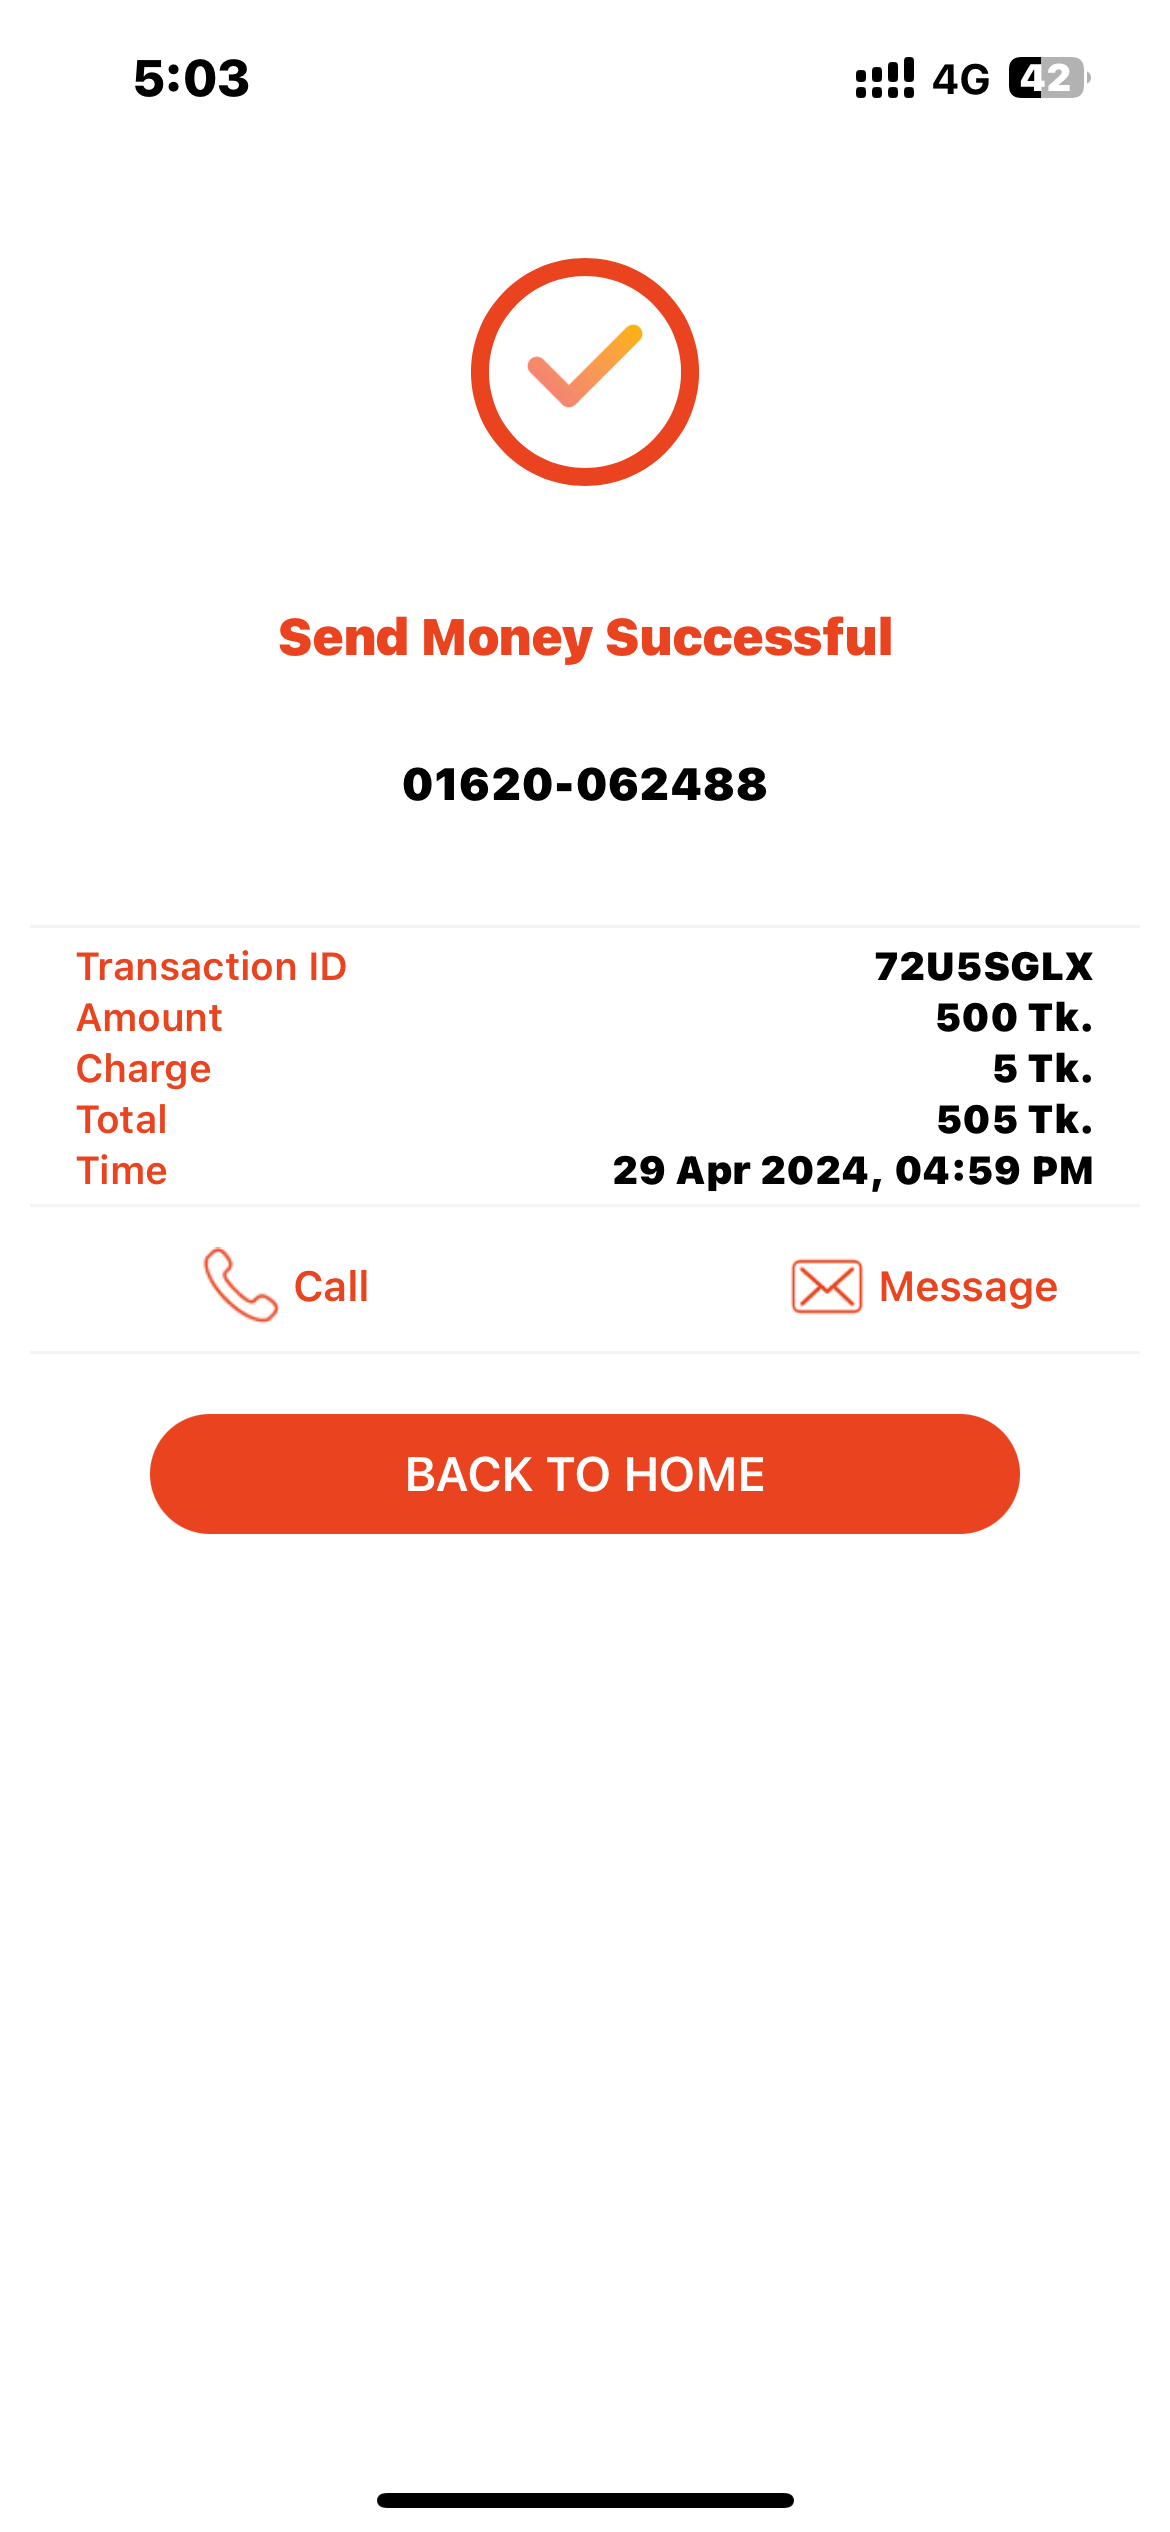 5:03 4G 42
Send Money Successful
01620-062488
Transaction ID 72U5SGLX
Amount 500 Tk.
Charge 5 Tk.
Total 505 Tk.
Time 29 Apr 2024, 04:59 PM
Call Message
BACK TO HOME